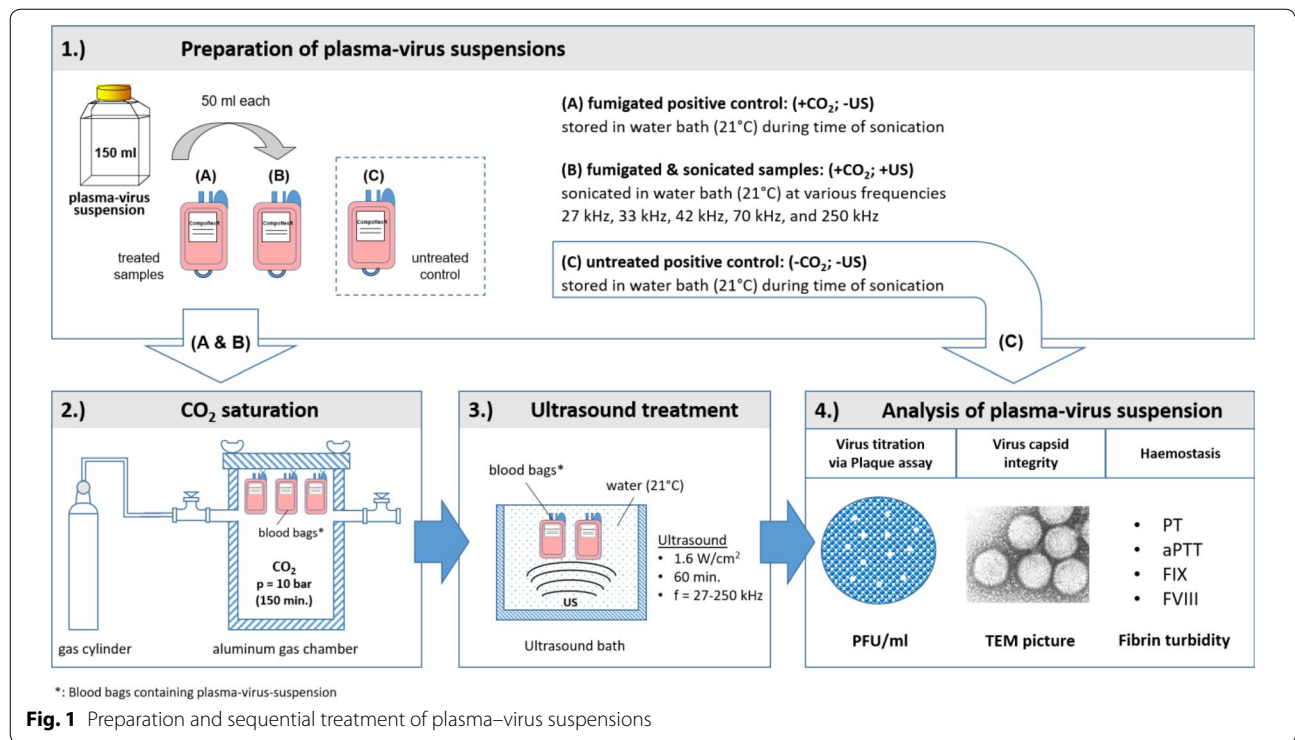 1.) Preparation of plasma-virus suspensions
50 ml each
150 ml
plasma-virus
suspension
(A)
(B)
(C)
CompoflexR
CompoflexR
CompoflexR
treated
samples
untreated
control
(A) fumigated positive control: (+CO₂; -US)
stored in water bath (21°C) during time of sonication
(B) fumigated & sonicated samples: (+CO₂; +US)
sonicated in water bath (21°C) at various frequencies
27 kHz, 33 kHz, 42 kHz, 70 kHz, and 250 kHz
(C) untreated positive control: (-CO₂; -US)
stored in water bath (21°C) during time of sonication
(A & B)
(C)
2.) CO₂ saturation
blood bags*
CO₂
p = 10 bar
(150 min.)
gas cylinder
aluminum gas chamber
3.) Ultrasound treatment
blood bags*
water (21°C)
Ultrasound
• 1.6 W/cm²
• 60 min.
• f = 27-250 kHz
US
Ultrasound bath
4.) Analysis of plasma-virus suspension
Virus titration
via Plaque assay
Virus capsid
integrity
Haemostasis
• PT
• aPTT
• FIX
• FVIII
PFU/ml
TEM picture
Fibrin turbidity
*: Blood bags containing plasma-virus-suspension
Fig. 1 Preparation and sequential treatment of plasma–virus suspensions